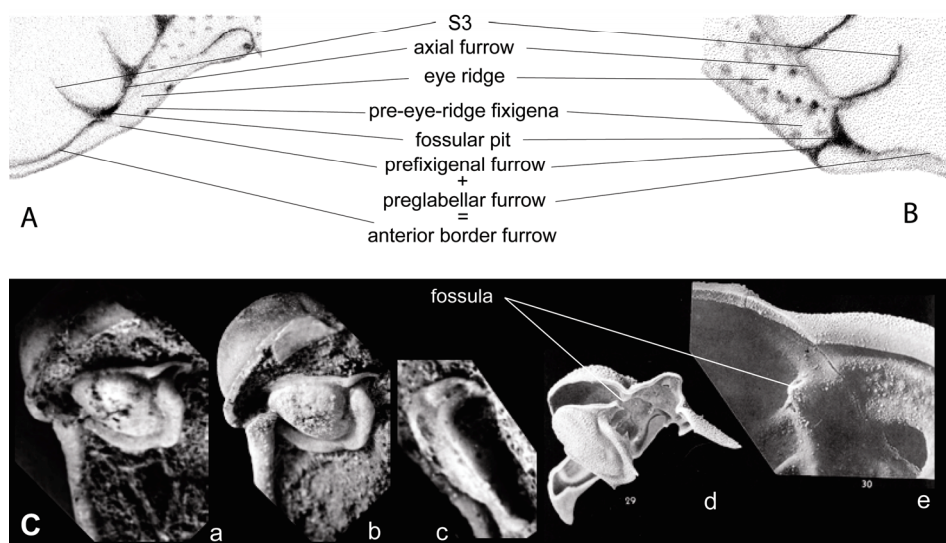 S3
axial furrow
eye ridge
pre-eye-ridge fixigena
fossular pit
prefixigenal furrow
+
preglabellar furrow
=
anterior border furrow
A
B
fossula
29
30
C
a
b
c
d
e